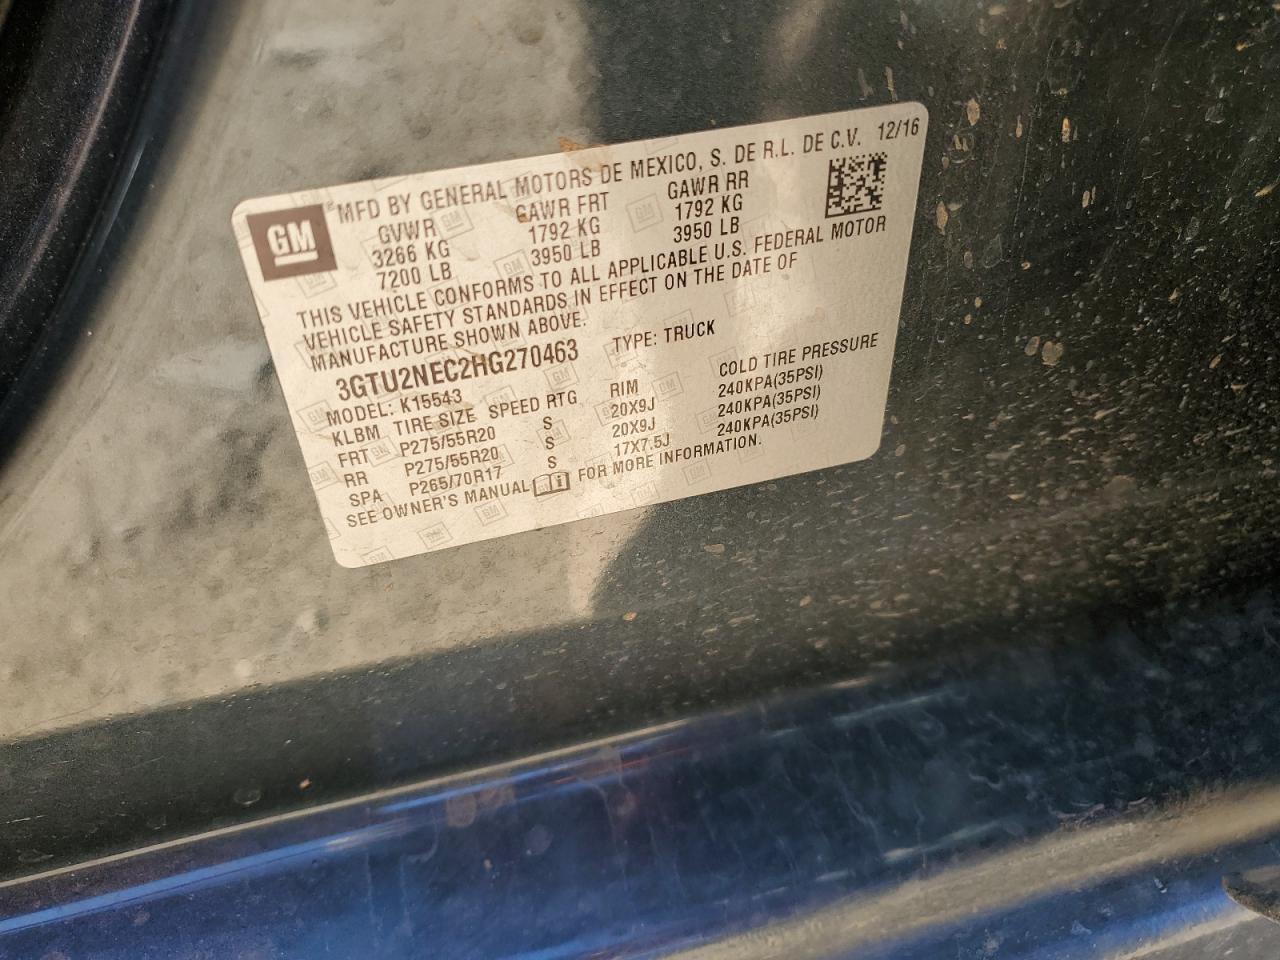 GM
MFD BY GENERAL MOTORS DE MEXICO, S. DE R.L. DE C.V. 12/16
GVWR GAWR FRT GAWR RR
3266 KG 1792 KG 1792 KG
7200 LB 3950 LB 3950 LB
THIS VEHICLE CONFORMS TO ALL APPLICABLE U.S. FEDERAL MOTOR
VEHICLE SAFETY STANDARDS IN EFFECT ON THE DATE OF
MANUFACTURE SHOWN ABOVE.
3GTU2NEC2HG270463 TYPE: TRUCK
MODEL: K15543
KLBM TIRE SIZE SPEED RTG RIM COLD TIRE PRESSURE
FRT P275/55R20 S 20X9J 240KPA(35PSI)
RR P275/55R20 S 20X9J 240KPA(35PSI)
SPA P265/70R17 S 17X7.5J 240KPA(35PSI)
SEE OWNER'S MANUAL FOR MORE INFORMATION.